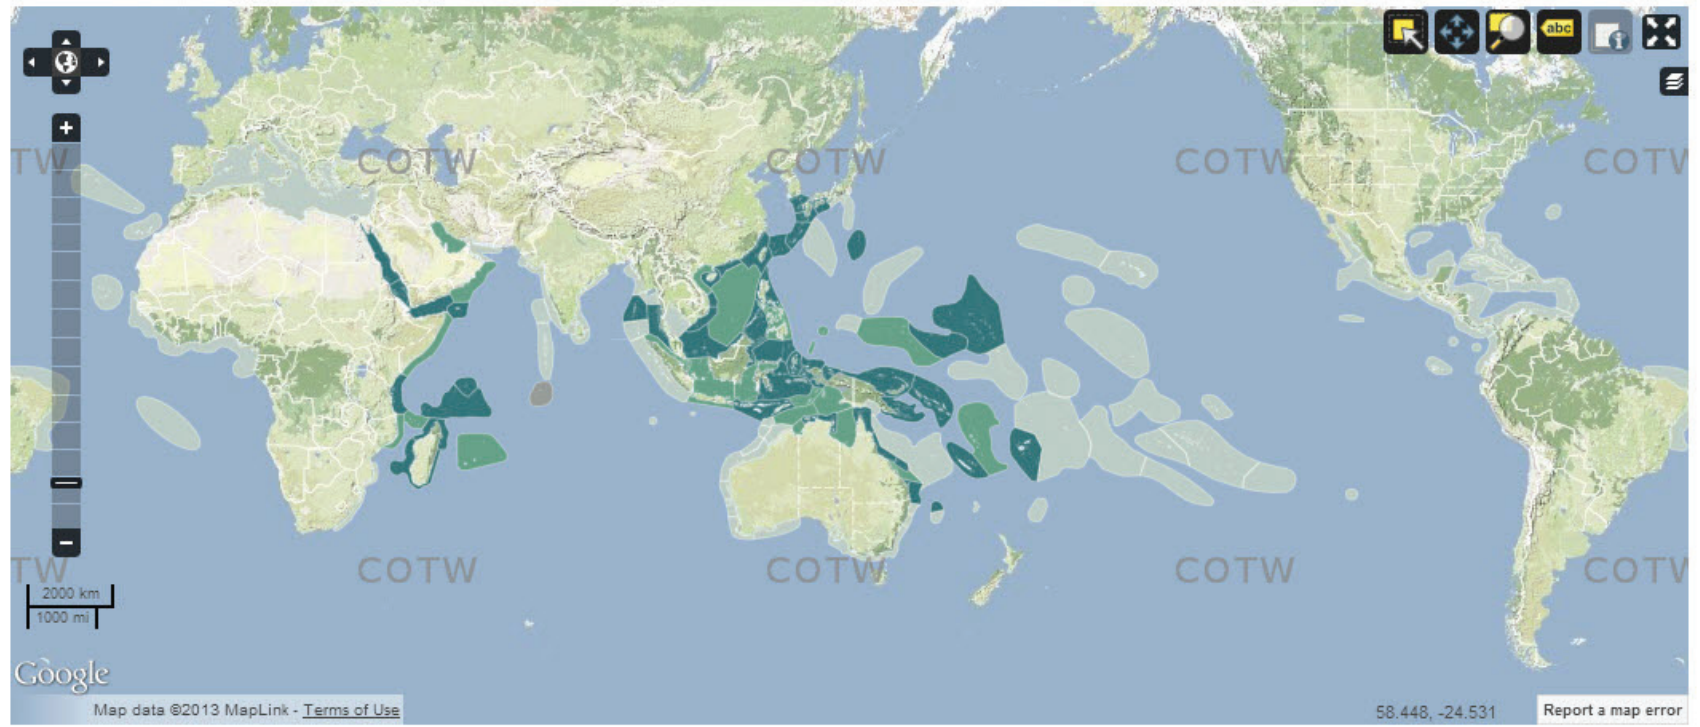 abc
+
TW
COTW
COTW
COTW
COTW
−
TW
COTW
COTW
COTW
COTW
2000 km
1000 mi
Google
Map data ©2013 MapLink - Terms of Use
58.448, -24.531
Report a map error